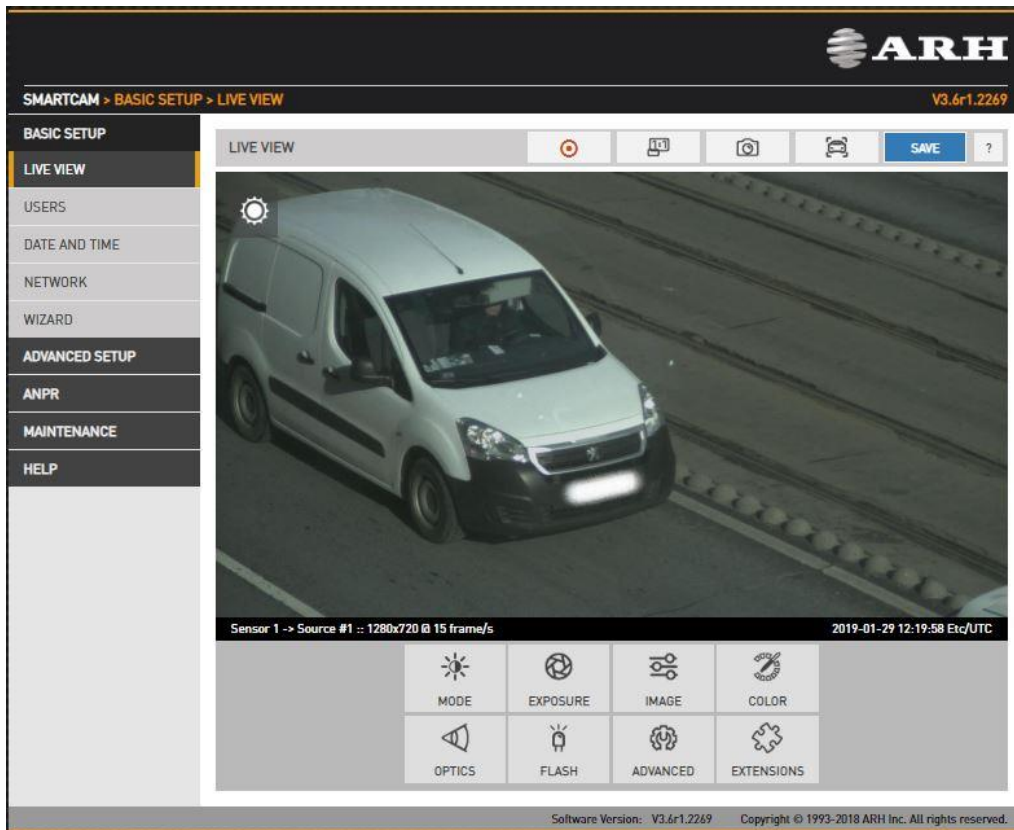 ARH
SMARTCAM > BASIC SETUP > LIVE VIEW V3.6r1.2269
BASIC SETUP
LIVE VIEW
USERS
DATE AND TIME
NETWORK
WIZARD
ADVANCED SETUP
ANPR
MAINTENANCE
HELP
LIVE VIEW 1:1 SAVE ?
Sensor 1 -> Source #1 :: 1280x720 @ 15 frame/s 2019-01-29 12:19:58 Etc/UTC
MODE EXPOSURE IMAGE COLOR
OPTICS FLASH ADVANCED EXTENSIONS
Software Version: V3.6r1.2269 Copyright © 1993-2018 ARH Inc. All rights reserved.